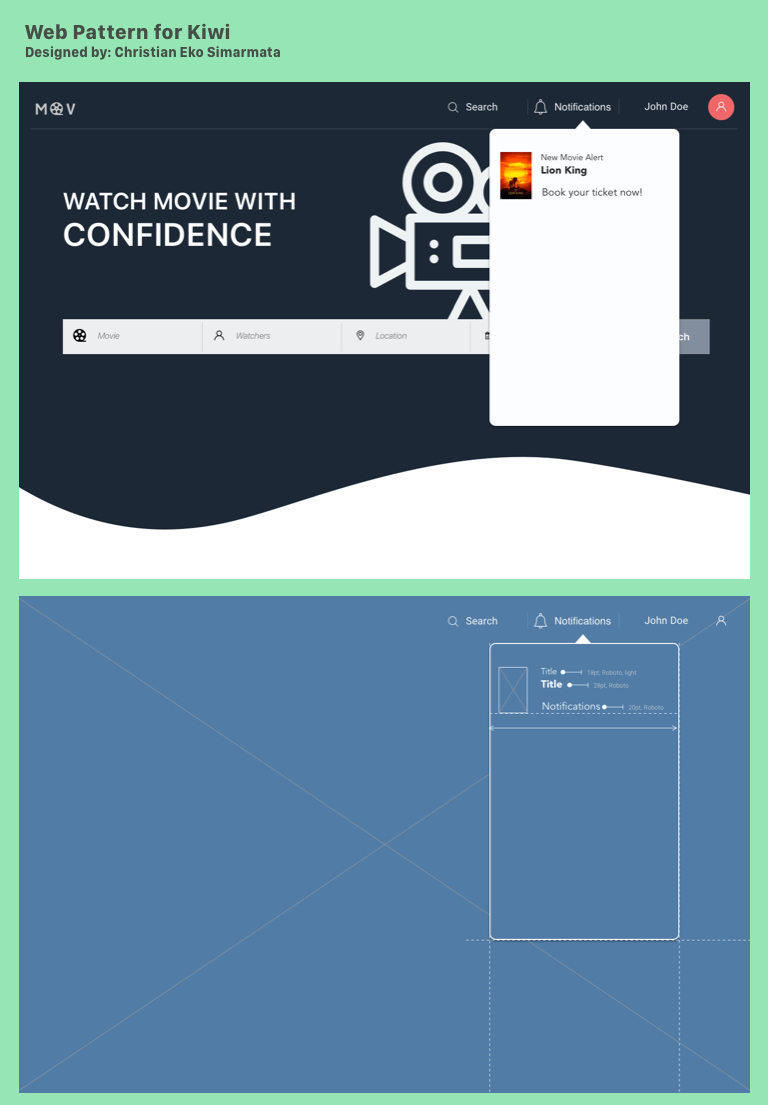 Web Pattern for Kiwi
Designed by: Christian Eko Simarmata
MOV
Search
Notifications
John Doe
WATCH MOVIE WITH
CONFIDENCE
New Movie Alert
Lion King
Book your ticket now!
Movie
Watchers
Location
ch
Search
Notifications
John Doe
Title 18pt, Roboto, light
Title 28pt, Roboto
Notifications 20pt, Roboto